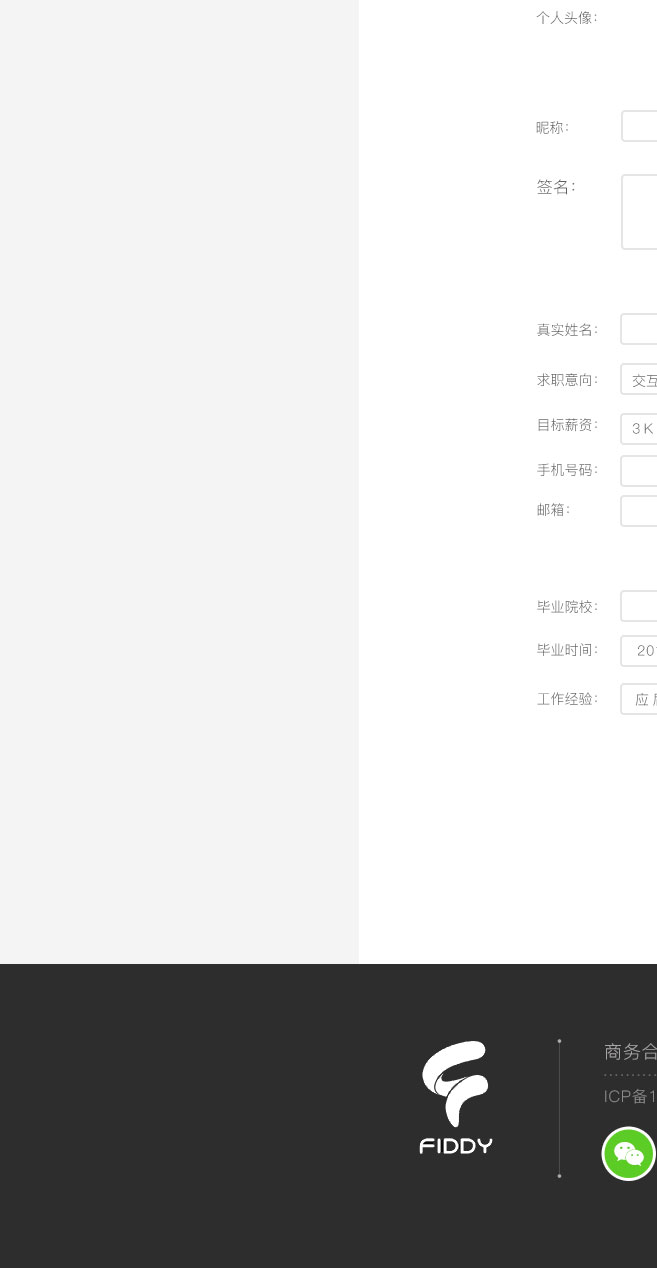 个人头像：
昵称：
签名：
真实姓名：
求职意向： 交互
目标薪资： 3K
手机号码：
邮箱：
毕业院校：
毕业时间： 201
工作经验： 应
商务合
ICP备1
FIDDY